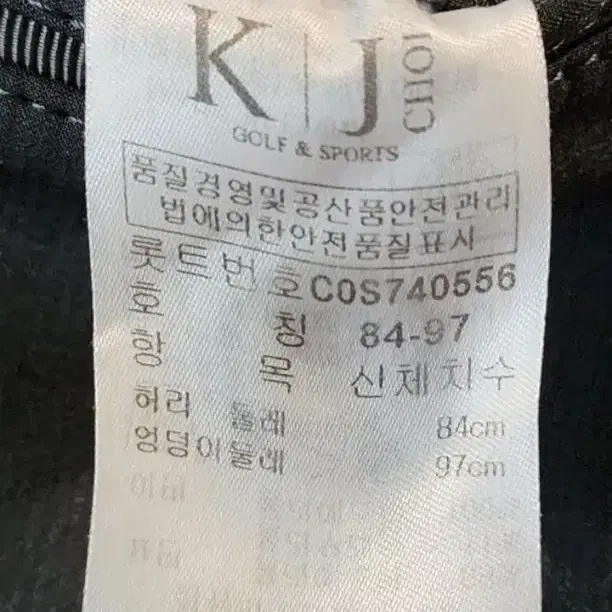 K | J CHOI
GOLF & SPORTS
품질경영및공산품안전관리
법에의한안전품질표시
롯트번호 C0S740556
호 칭 84-97
항 목 신체치수
허리 둘레 84cm
엉덩이둘레 97cm